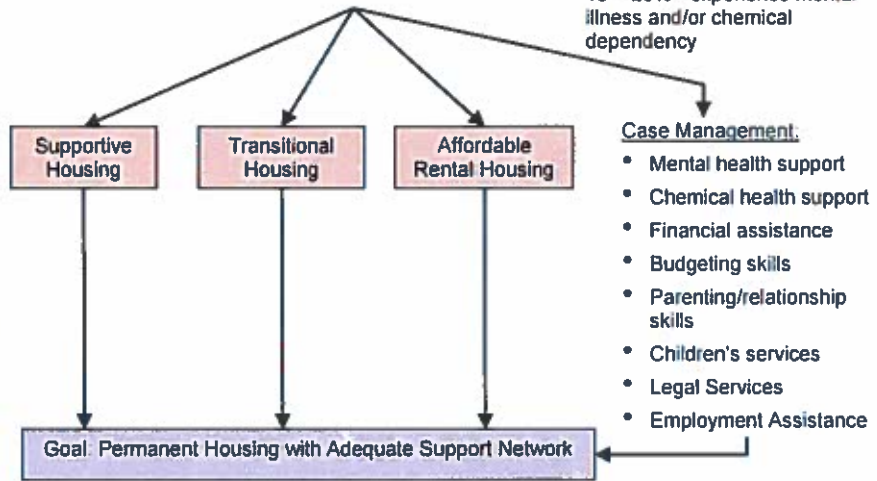 illness and/or chemical
dependency
Supportive
Housing
Transitional
Housing
Affordable
Rental Housing
Case Management:
• Mental health support
• Chemical health support
• Financial assistance
• Budgeting skills
• Parenting/relationship
skills
• Children's services
• Legal Services
• Employment Assistance
Goal: Permanent Housing with Adequate Support Network